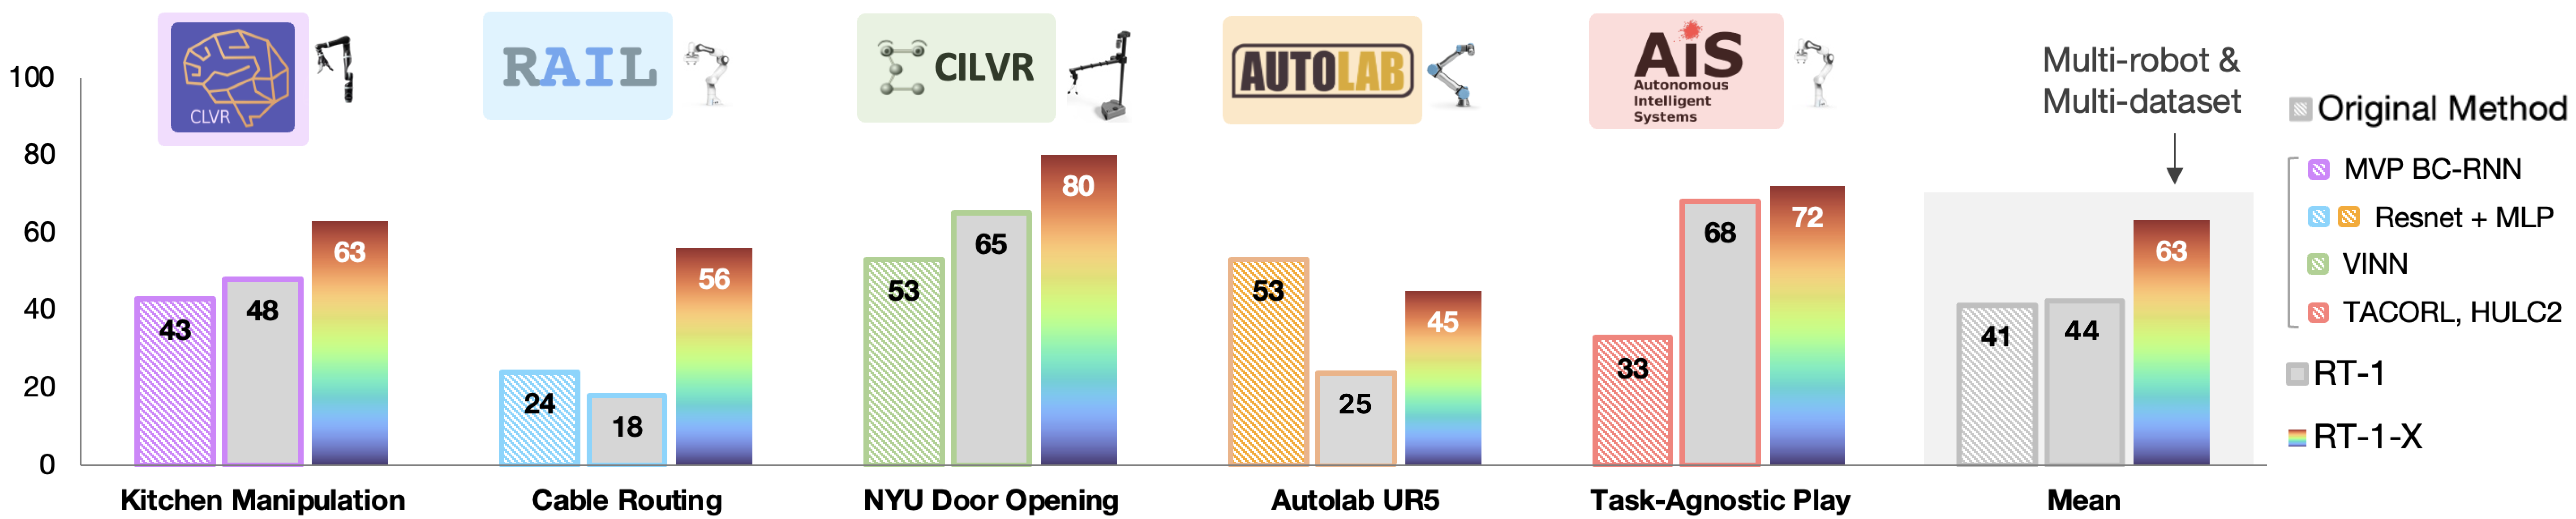 100
80
60
40
20
0
CLVR
RAIL
CILVR
AUTOLAB
AiS
Autonomous
Intelligent
Systems
Multi-robot &
Multi-dataset
43
48
63
24
18
56
53
65
80
53
25
45
33
68
72
41
44
63
Kitchen Manipulation
Cable Routing
NYU Door Opening
Autolab UR5
Task-Agnostic Play
Mean
Original Method
MVP BC-RNN
Resnet + MLP
VINN
TACORL, HULC2
RT-1
RT-1-X